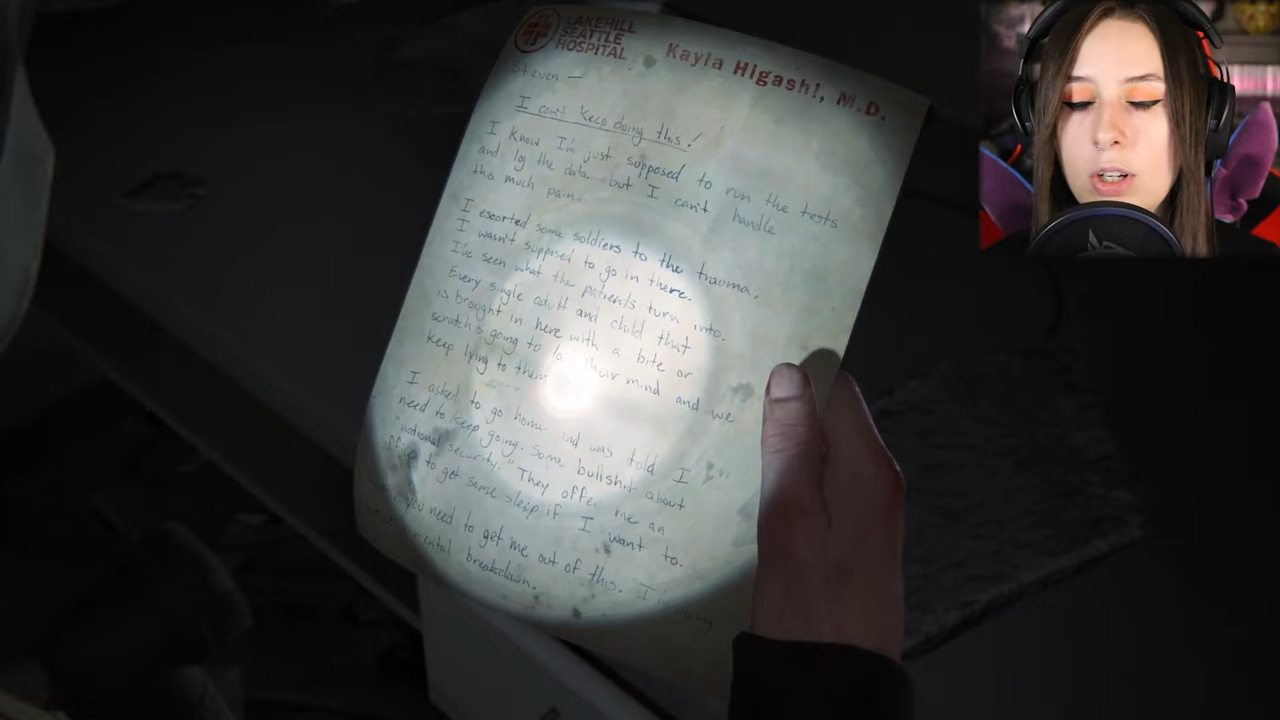 LAKEHILL
SEATTLE
HOSPITAL
Kayla Higashi, M.D.
Steven —
I can't keep doing this!
I know I'm just supposed to run the tests
and log the data... but I can't handle
this much pain.
I escorted some soldiers to the trauma.
I wasn't supposed to go in there.
I've seen what the patients turn into.
Every single adult and child that
is brought in here with a bite or
scratch is going to lose their mind and we
keep lying to them
I asked to go home and was told I
need to keep going. Some bullshit about
"national security." They offer me an
to get some sleep if I want to.
you need to get me out of this. I
mental breakdown.